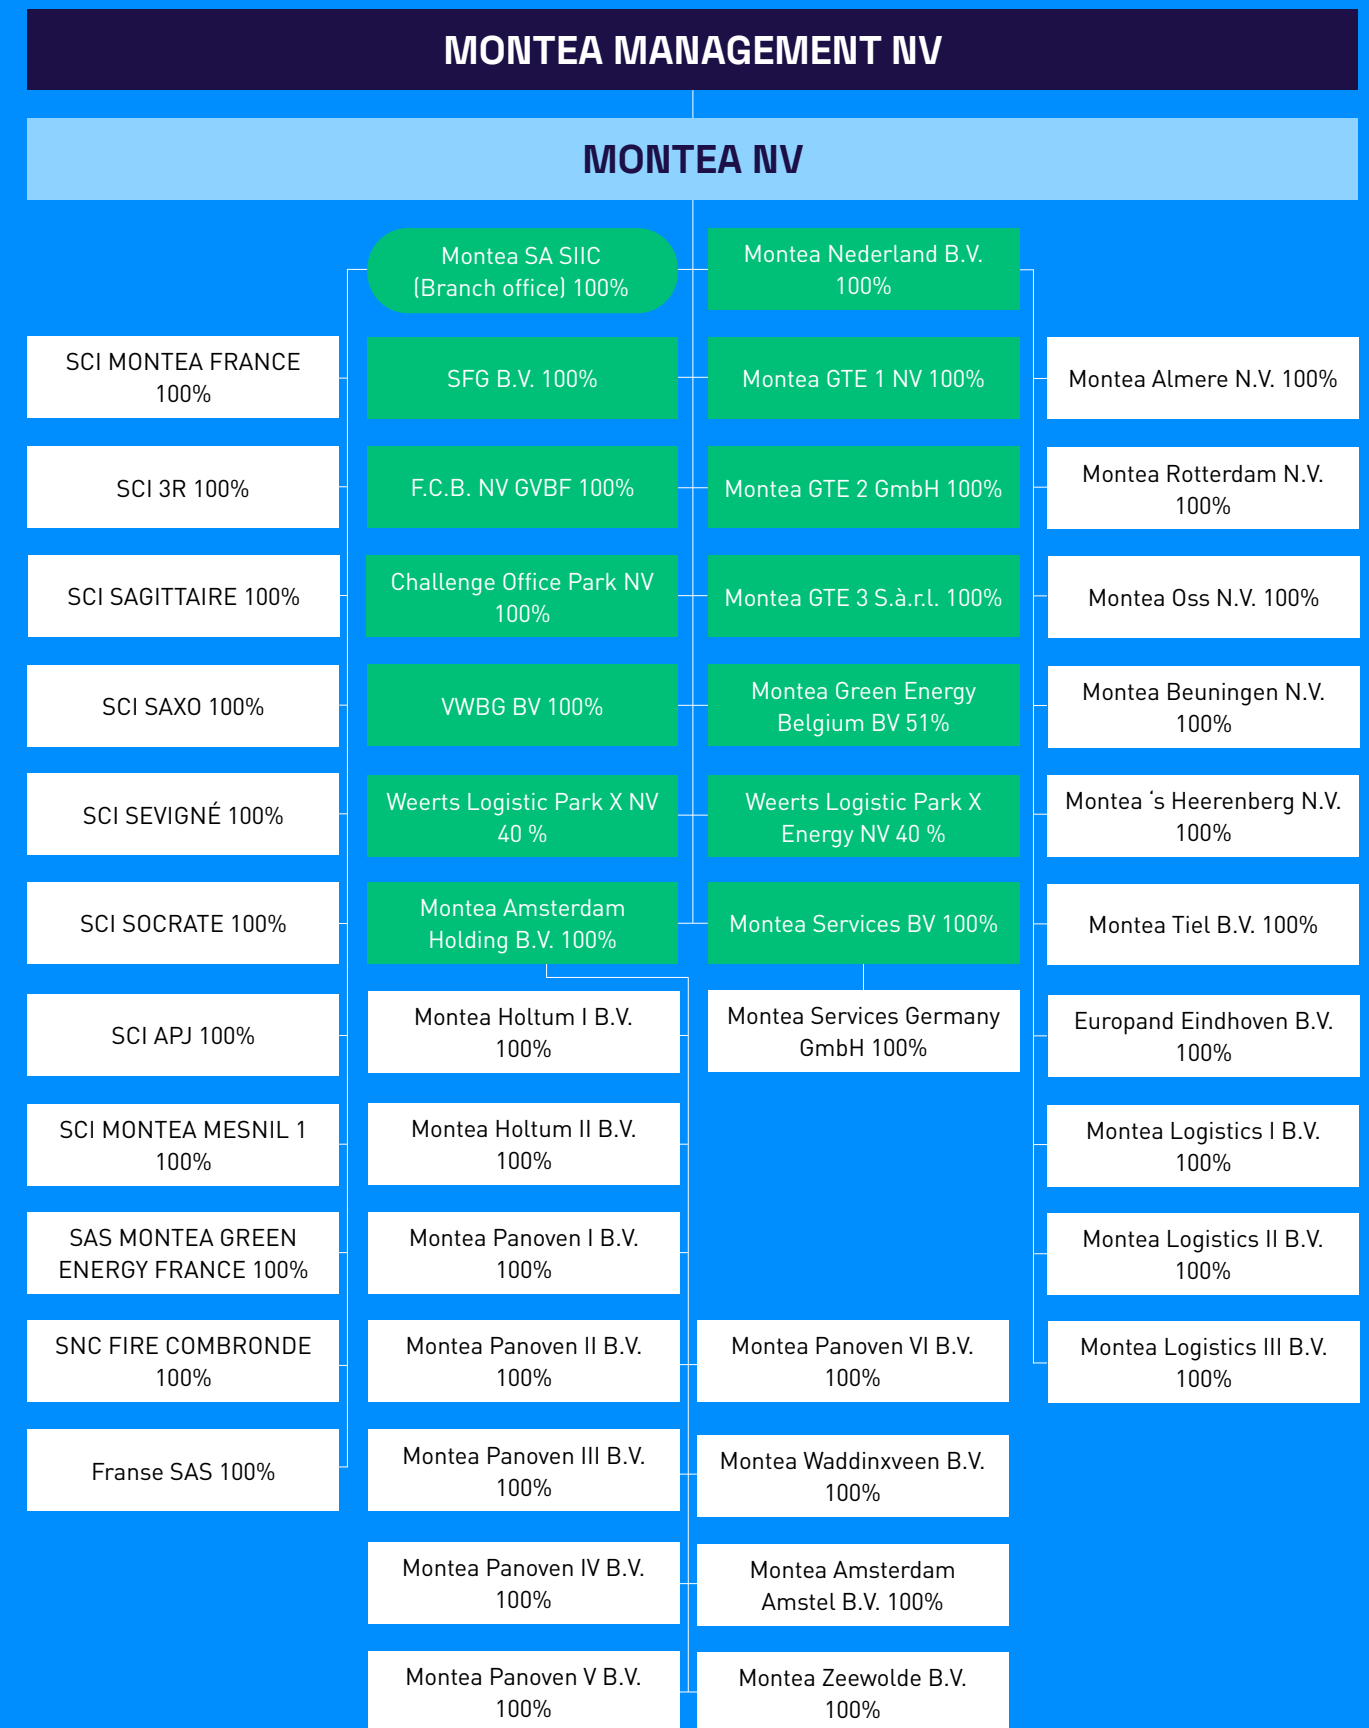 MONTEA MANAGEMENT NV
MONTEA NV
Montea SA SIIC
(Branch office) 100%
Montea Nederland B.V.
100%
SCI MONTEA FRANCE
100%
SFG B.V. 100%
Montea GTE 1 NV 100%
Montea Almere N.V. 100%
SCI 3R 100%
F.C.B. NV GVBF 100%
Montea GTE 2 GmbH 100%
Montea Rotterdam N.V.
100%
SCI SAGITTAIRE 100%
Challenge Office Park NV
100%
Montea GTE 3 S.à.r.l. 100%
Montea Oss N.V. 100%
SCI SAXO 100%
VWBG BV 100%
Montea Green Energy
Belgium BV 51%
Montea Beuningen N.V.
100%
SCI SEVIGNÉ 100%
Weerts Logistic Park X NV
40 %
Weerts Logistic Park X
Energy NV 40 %
Montea ‘s Heerenberg N.V.
100%
SCI SOCRATE 100%
Montea Amsterdam
Holding B.V. 100%
Montea Services BV 100%
Montea Tiel B.V. 100%
SCI APJ 100%
Montea Holtum I B.V.
100%
Montea Services Germany
GmbH 100%
Europand Eindhoven B.V.
100%
SCI MONTEA MESNIL 1
100%
Montea Holtum II B.V.
100%
Montea Logistics I B.V.
100%
SAS MONTEA GREEN
ENERGY FRANCE 100%
Montea Panoven I B.V.
100%
Montea Logistics II B.V.
100%
SNC FIRE COMBRONDE
100%
Montea Panoven II B.V.
100%
Montea Panoven VI B.V.
100%
Montea Logistics III B.V.
100%
Franse SAS 100%
Montea Panoven III B.V.
100%
Montea Waddinxveen B.V.
100%
Montea Panoven IV B.V.
100%
Montea Amsterdam
Amstel B.V. 100%
Montea Panoven V B.V.
100%
Montea Zeewolde B.V.
100%